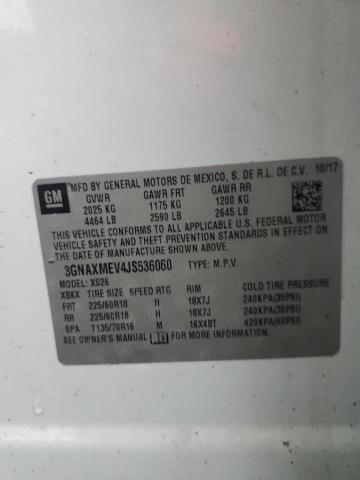 GM
MFD BY GENERAL MOTORS DE MEXICO, S. DE R.L. DE C.V. 10/17
GVWR GAWR FRT GAWR RR
2025 KG 1175 KG 1200 KG
4464 LB 2590 LB 2645 LB
THIS VEHICLE CONFORMS TO ALL APPLICABLE U.S. FEDERAL
MOTOR VEHICLE SAFETY, BUMPER, AND
THEFT PREVENTION STANDARDS IN EFFECT ON
THE DATE OF MANUFACTURE SHOWN ABOVE.
3GNAXMEV4JS536060 TYPE: M.P.V.
MODEL: XS26
XBKX TIRE SIZE SPEED RTG RIM COLD TIRE PRESSURE
FRT 225/60R18 H 18X7J 240KPA(35PSI)
RR 225/60R18 H 18X7J 240KPA(35PSI)
SPA T135/70R16 M 16X4BT 420KPA(60PSI)
SEE OWNER'S MANUAL FOR MORE INFORMATION.